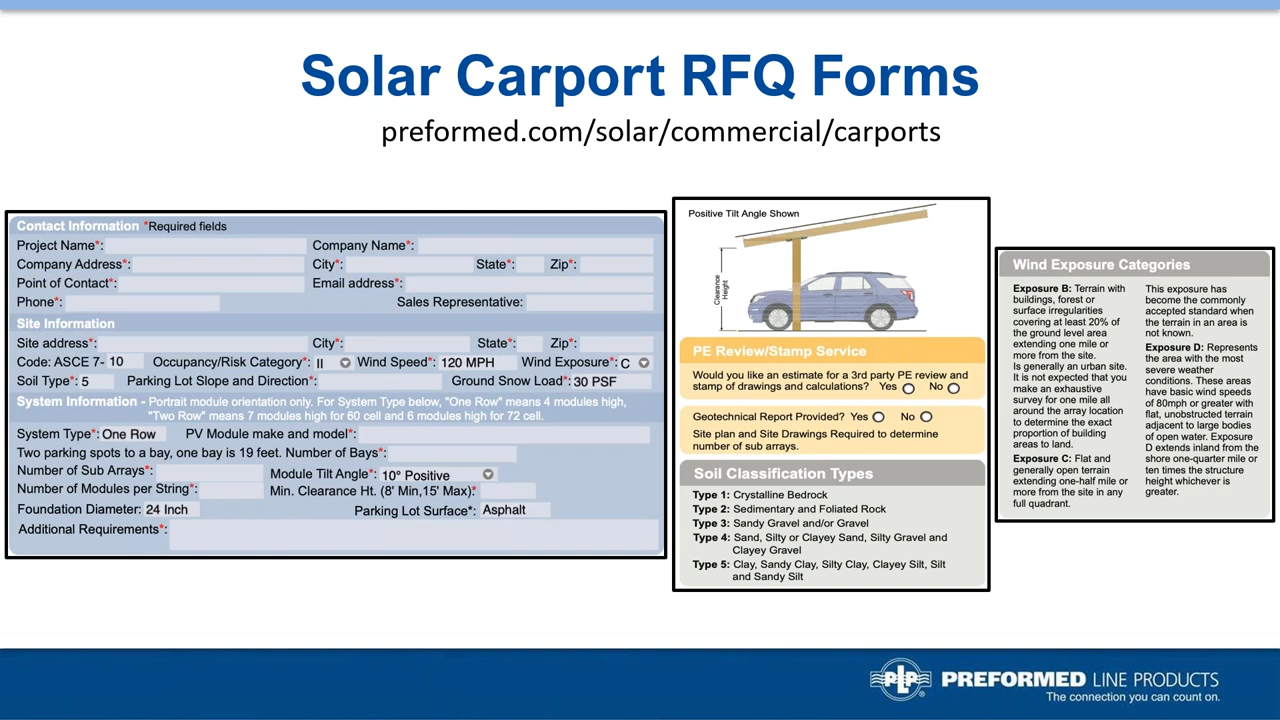 Solar Carport RFQ Forms
preformed.com/solar/commercial/carports
Contact Information *Required fields
Project Name*: Company Name*:
Company Address*: City*: State*: Zip*:
Point of Contact*: Email address*:
Phone*: Sales Representative:
Site Information
Site address*: City*: State*: Zip*:
Code: ASCE 7- 10 Occupancy/Risk Category*: II Wind Speed*: 120 MPH Wind Exposure*: C
Soil Type*: 5 Parking Lot Slope and Direction*: Ground Snow Load*: 30 PSF
System Information - Portrait module orientation only. For System Type below, "One Row" means 4 modules high,
"Two Row" means 7 modules high for 60 cell and 6 modules high for 72 cell.
System Type*: One Row PV Module make and model*:
Two parking spots to a bay, one bay is 19 feet. Number of Bays*:
Number of Sub Arrays*: Module Tilt Angle*: 10° Positive
Number of Modules per String*: Min. Clearance Ht. (8' Min,15' Max)*:
Foundation Diameter: 24 Inch Parking Lot Surface*: Asphalt
Additional Requirements*:
Positive Tilt Angle Shown
Clearance
Height
PE Review/Stamp Service
Would you like an estimate for a 3rd party PE review and
stamp of drawings and calculations? Yes No
Geotechnical Report Provided? Yes No
Site plan and Site Drawings Required to determine
number of sub arrays.
Soil Classification Types
Type 1: Crystalline Bedrock
Type 2: Sedimentary and Foliated Rock
Type 3: Sandy Gravel and/or Gravel
Type 4: Sand, Silty or Clayey Sand, Silty Gravel and
Clayey Gravel
Type 5: Clay, Sandy Clay, Silty Clay, Clayey Silt, Silt
and Sandy Silt
Wind Exposure Categories
Exposure B: Terrain with
buildings, forest or
surface irregularities
covering at least 20% of
the ground level area
extending one mile or
more from the site.
Is generally an urban site.
It is not expected that you
make an exhaustive
survey for one mile all
around the array location
to determine the exact
proportion of building
areas to land.
Exposure C: Flat and
generally open terrain
extending one-half mile or
more from the site in any
full quadrant.
This exposure has
become the commonly
accepted standard when
the terrain in an area is
not known.
Exposure D: Represents
the area with the most
severe weather
conditions. These areas
have basic wind speeds
of 80mph or greater with
flat, unobstructed terrain
adjacent to large bodies
of open water. Exposure
D extends inland from the
shore one-quarter mile or
ten times the structure
height whichever is
greater.
PLP
PREFORMED LINE PRODUCTS
The connection you can count on.